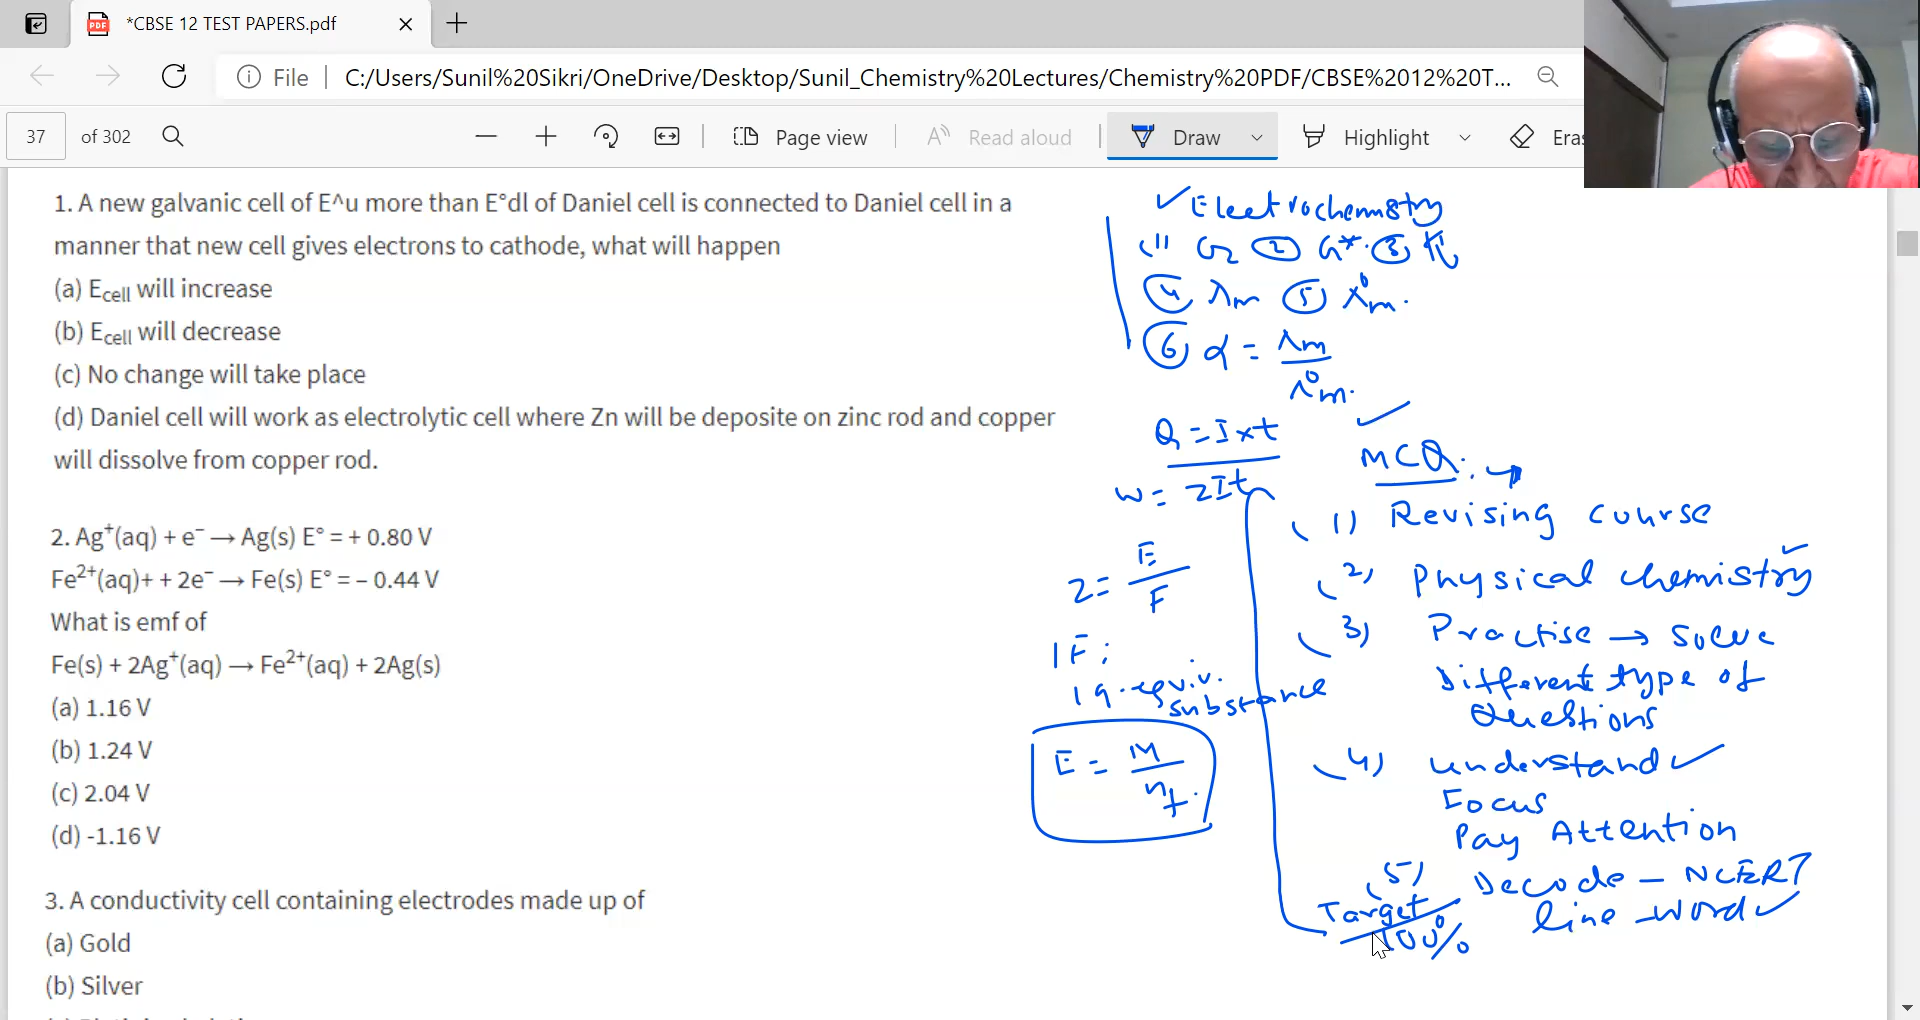 *CBSE 12 TEST PAPERS.pdf
File
C:/Users/Sunil%20Sikri/OneDrive/Desktop/Sunil_Chemistry%20Lectures/Chemistry%20PDF/CBSE%2012%20T...
37 of 302
Page view
Read aloud
Draw
Highlight
Eras
1. A new galvanic cell of E^u more than E°dl of Daniel cell is connected to Daniel cell in a
manner that new cell gives electrons to cathode, what will happen
(a) Ecell will increase
(b) Ecell will decrease
(c) No change will take place
(d) Daniel cell will work as electrolytic cell where Zn will be deposite on zinc rod and copper
will dissolve from copper rod.
2. Ag⁺(aq) + e⁻ → Ag(s) E° = + 0.80 V
Fe²⁺(aq)+ + 2e⁻ → Fe(s) E° = – 0.44 V
What is emf of
Fe(s) + 2Ag⁺(aq) → Fe²⁺(aq) + 2Ag(s)
(a) 1.16 V
(b) 1.24 V
(c) 2.04 V
(d) -1.16 V
3. A conductivity cell containing electrodes made up of
(a) Gold
(b) Silver
Electrochemistry
(1) G ② G* ③ K
④ λm ⑤ λ°m.
⑥ α = λm / λ°m.
Q = I x t
W = ZIt
Z = E / F
1F;
1 g. equiv.
substance
E = M / nf.
MCQ.
(1) Revising course
(2) Physical chemistry
(3) Practise → solve
Different type of
Questions
(4) understand
Focus
Pay Attention
(5) Decode – NCERT
line – word
Target
100%